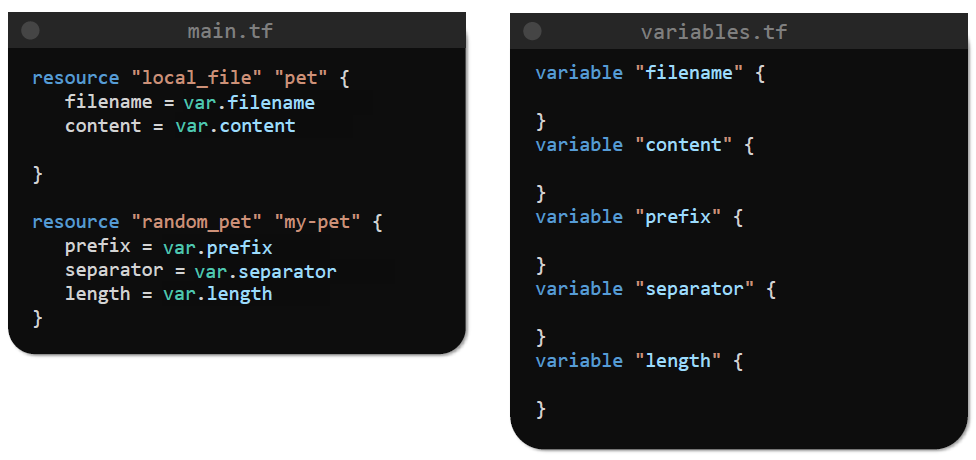 main.tf
resource "local_file" "pet" {
filename = var.filename
content = var.content
}
resource "random_pet" "my-pet" {
prefix = var.prefix
separator = var.separator
length = var.length
}
variables.tf
variable "filename" {
}
variable "content" {
}
variable "prefix" {
}
variable "separator" {
}
variable "length" {
}